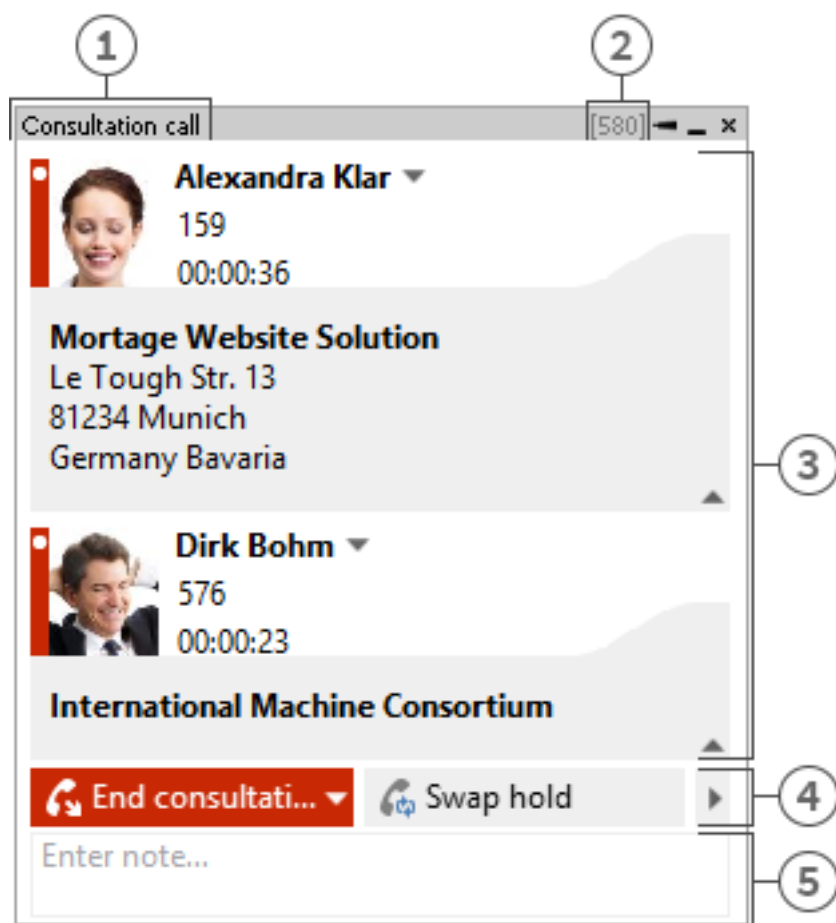 1
2
Consultation call
[580]
Alexandra Klar
159
00:00:36
Mortage Website Solution
Le Tough Str. 13
81234 Munich
Germany Bavaria
3
Dirk Bohm
576
00:00:23
International Machine Consortium
End consultati...
Swap hold
4
Enter note...
5